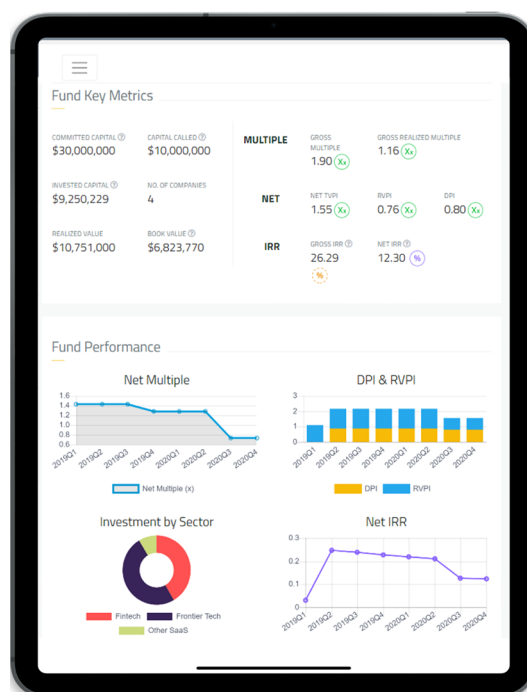 Fund Key Metrics
COMMITTED CAPITAL ?
$30,000,000
CAPITAL CALLED ?
$10,000,000
INVESTED CAPITAL ?
$9,250,229
NO. OF COMPANIES
4
REALIZED VALUE
$10,751,000
BOOK VALUE ?
$6,823,770
MULTIPLE
GROSS
MULTIPLE
1.90 Xx
GROSS REALIZED MULTIPLE
1.16 Xx
NET
NET TVPI
1.55 Xx
RVPI
0.76 Xx
DPI
0.80 Xx
IRR
GROSS IRR ?
26.29
%
NET IRR ?
12.30 %
Fund Performance
Net Multiple
1.6
1.4
1.2
1.0
0.8
0.6
2019Q1 2019Q2 2019Q3 2019Q4 2020Q1 2020Q2 2020Q3 2020Q4
Net Multiple (x)
DPI & RVPI
3
2
1
0
2019Q1 2019Q2 2019Q3 2019Q4 2020Q1 2020Q2 2020Q3 2020Q4
DPI RVPI
Investment by Sector
Fintech Frontier Tech
Other SaaS
Net IRR
0.3
0.2
0.1
0
2019Q1 2019Q2 2019Q3 2019Q4 2020Q1 2020Q2 2020Q3 2020Q4